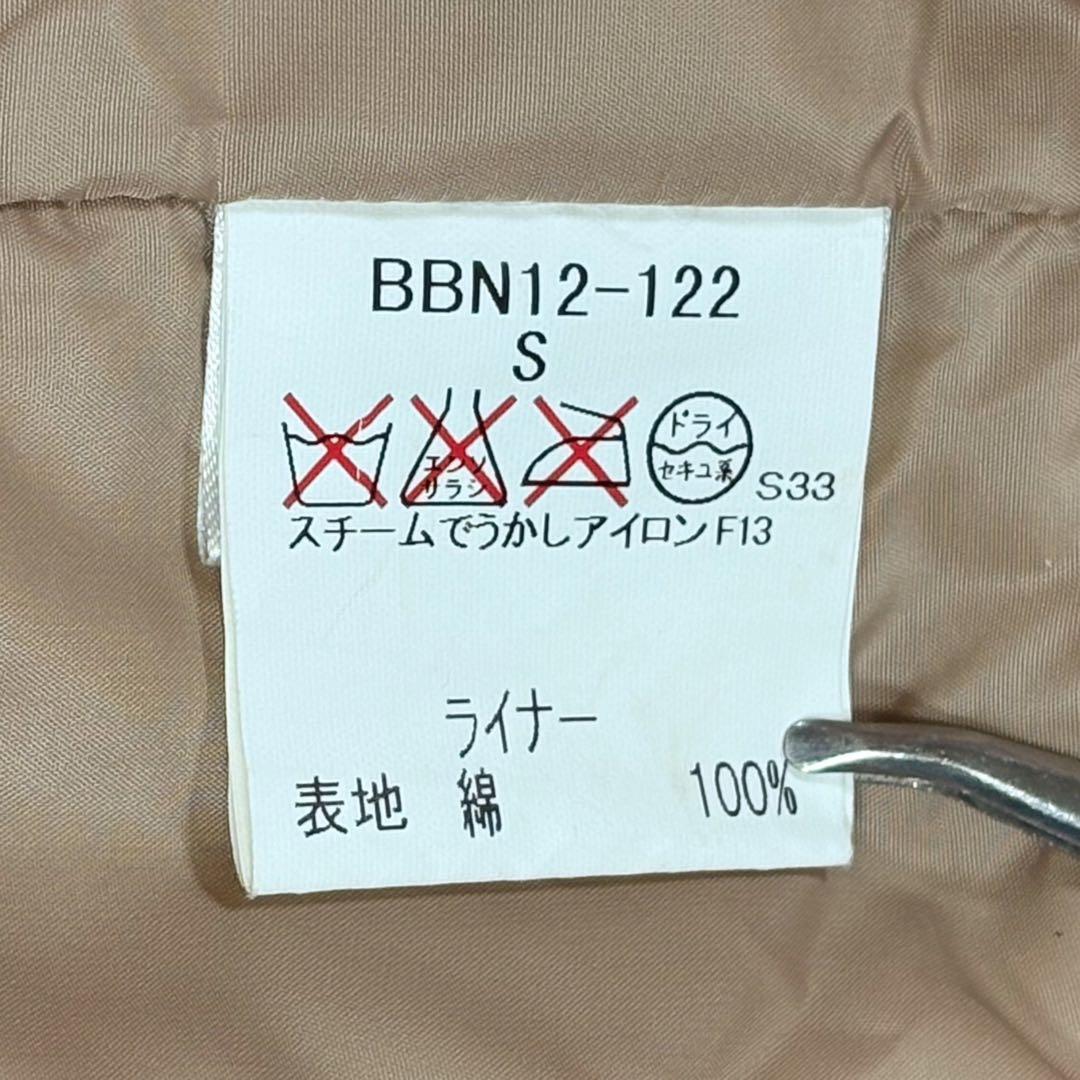 BBN12-122
S
エンソ
サラシ
ドライ
セキユ系
S33
スチームでうかしアイロンF13
ライナー
表地 綿 100%